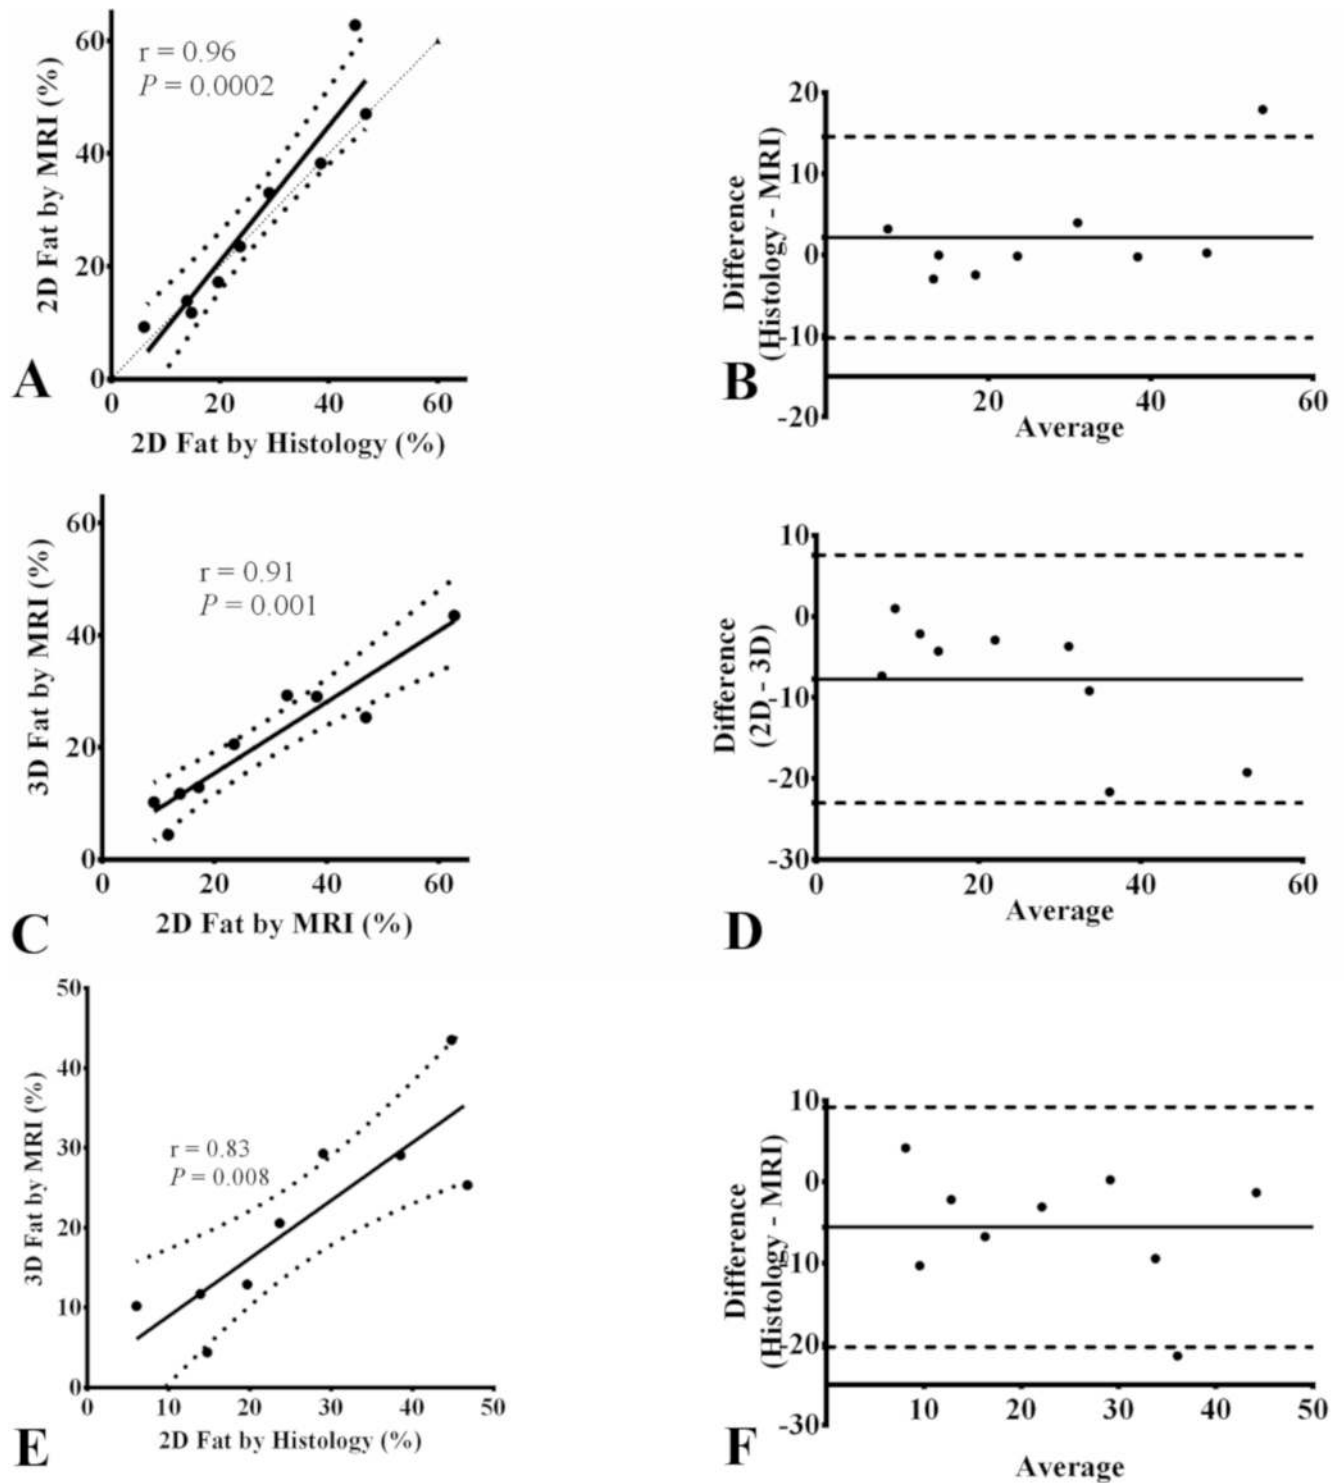 60
40
20
0
2D Fat by MRI (%)
r = 0.96
P = 0.0002
0 20 40 60
2D Fat by Histology (%)
A
20
10
0
-10
-20
Difference
(Histology - MRI)
20 40 60
Average
B
60
40
20
0
3D Fat by MRI (%)
r = 0.91
P = 0.001
0 20 40 60
2D Fat by MRI (%)
C
10
0
-10
-20
-30
Difference
(2D - 3D)
0 20 40 60
Average
D
50
40
30
20
10
0
3D Fat by MRI (%)
r = 0.83
P = 0.008
0 10 20 30 40 50
2D Fat by Histology (%)
E
10
0
-10
-20
-30
Difference
(Histology - MRI)
10 20 30 40 50
Average
F